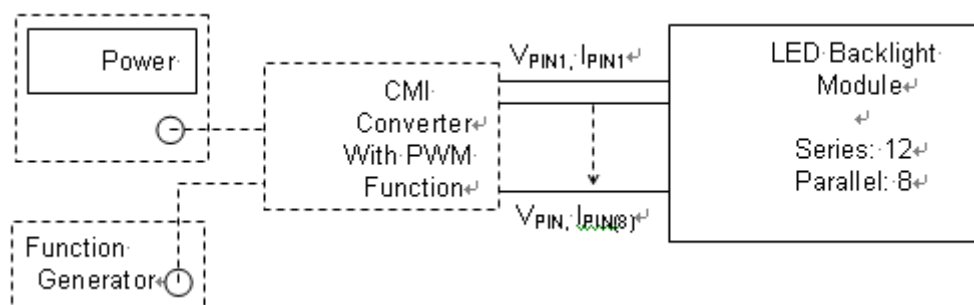 Power
CMI
Converter
With PWM
Function
Function
Generator
VPIN1, IPIN1
VPIN, IPIN(8)
LED Backlight
Module
Series: 12
Parallel: 8